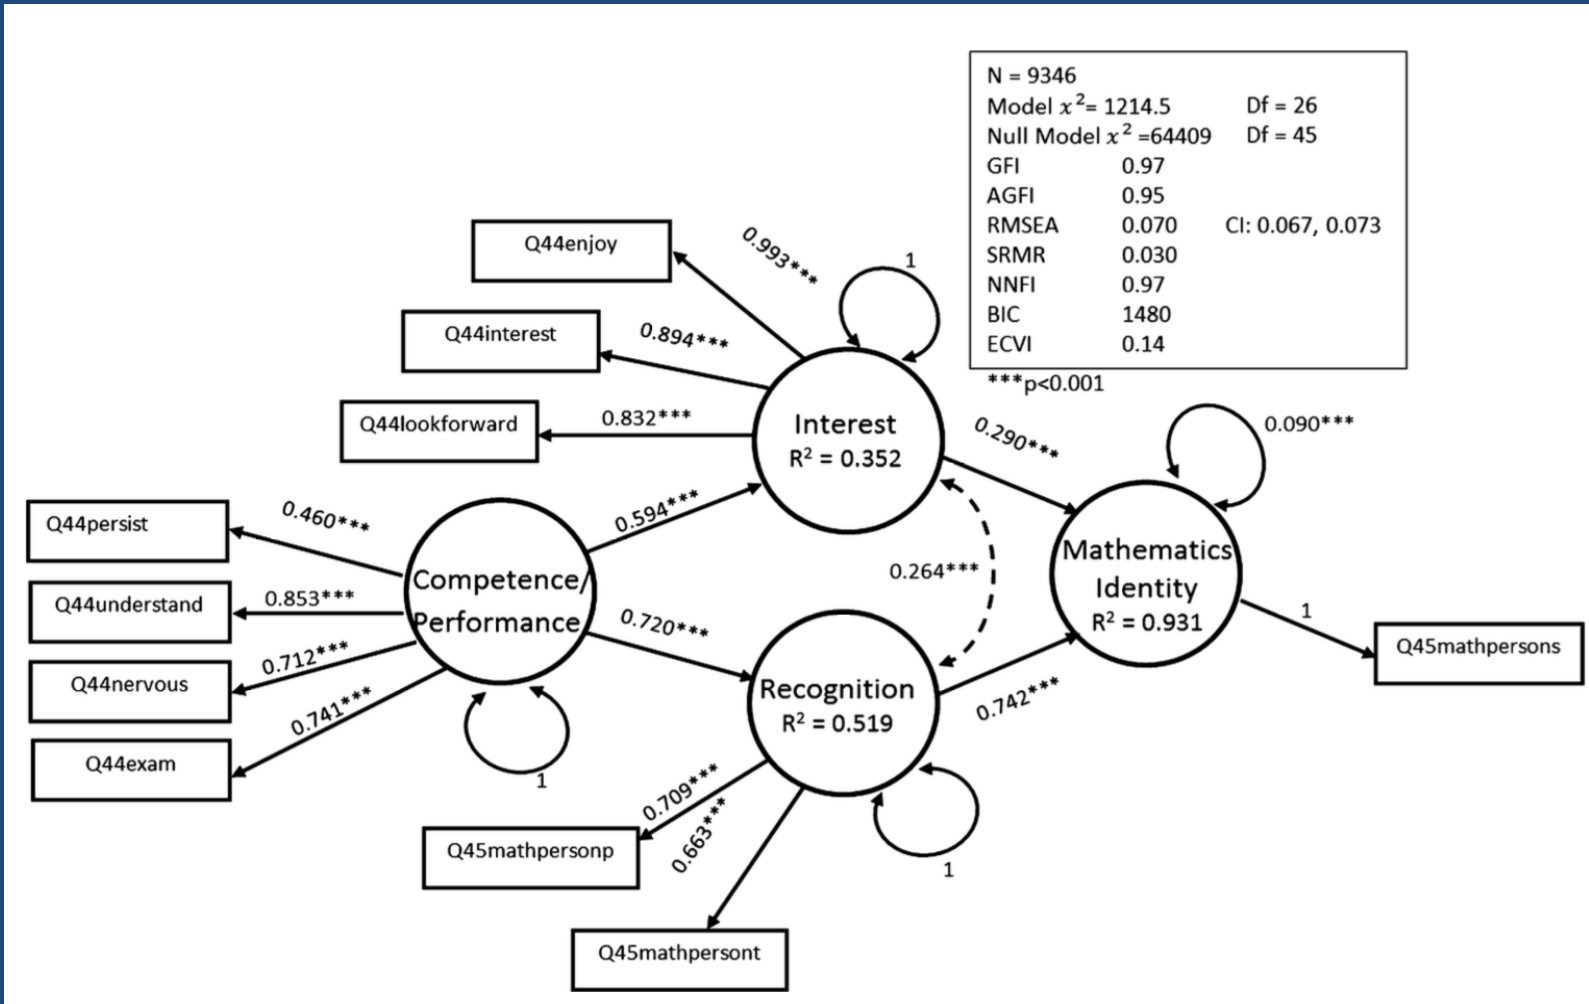 N = 9346
Model x²= 1214.5 Df = 26
Null Model x² =64409 Df = 45
GFI 0.97
AGFI 0.95
RMSEA 0.070 CI: 0.067, 0.073
SRMR 0.030
NNFI 0.97
BIC 1480
ECVI 0.14
***p<0.001
Q44enjoy
0.993***
1
Q44interest
0.894***
Q44lookforward
0.832***
Interest
R² = 0.352
0.290***
0.090***
Q44persist
0.460***
0.594***
Q44understand
0.853***
Competence/
Performance
0.264***
Mathematics
Identity
R² = 0.931
1
Q45mathpersons
Q44nervous
0.712***
0.720***
Q44exam
0.741***
1
Recognition
R² = 0.519
0.742***
0.709***
0.663***
1
Q45mathpersonp
Q45mathpersont